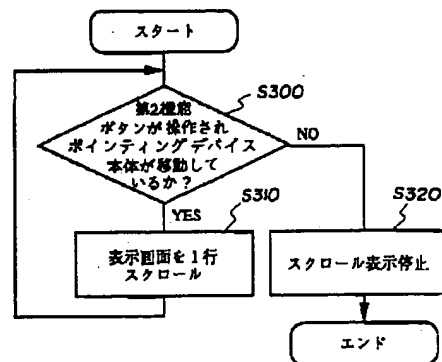 スタート
S300
第2機能
ボタンが操作され
ポインティングデバイス
本体が移動して
いるか？
NO
YES
S310
S320
表示画面を1行
スクロール
スクロール表示停止
エンド